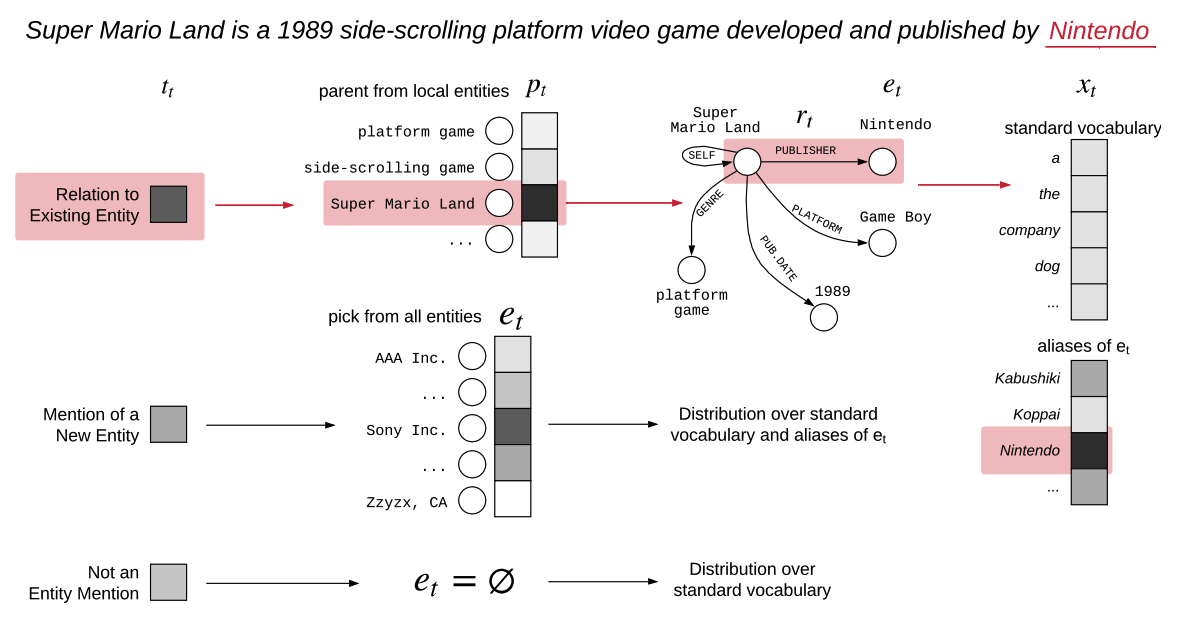 Super Mario Land is a 1989 side-scrolling platform video game developed and published by Nintendo
t_t
parent from local entities
p_t
platform game
side-scrolling game
Super Mario Land
...
Relation to
Existing Entity
e_t
r_t
Super
Mario Land
Nintendo
SELF
PUBLISHER
GENRE
PLATFORM
PUB.DATE
Game Boy
1989
platform
game
x_t
standard vocabulary
a
the
company
dog
...
aliases of e_t
Kabushiki
Koppai
Nintendo
...
pick from all entities
e_t
AAA Inc.
...
Sony Inc.
...
Zzyzx, CA
Mention of a
New Entity
Distribution over standard
vocabulary and aliases of e_t
Not an
Entity Mention
e_t = ∅
Distribution over
standard vocabulary